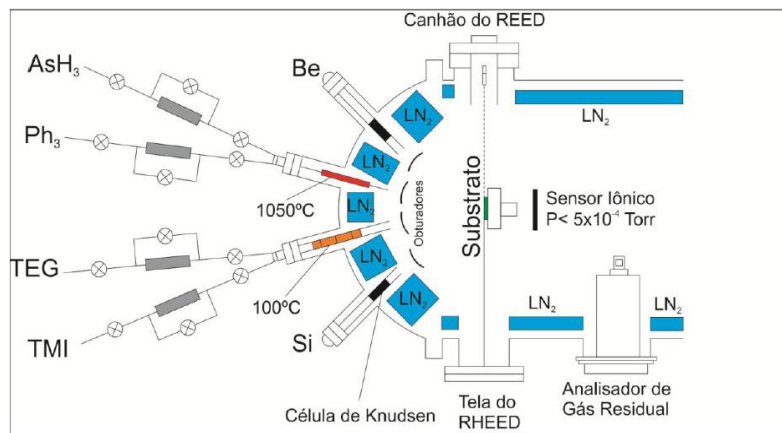 Canhão do REED
AsH₃
Be
Ph₃
LN₂
LN₂
LN₂
1050ºC
LN₂
Obturadores
Substrato
Sensor Iônico
P< 5x10⁻⁴ Torr
TEG
100ºC
LN₂
LN₂
TMI
Si
LN₂
LN₂
Célula de Knudsen
Tela do
RHEED
Analisador de
Gás Residual